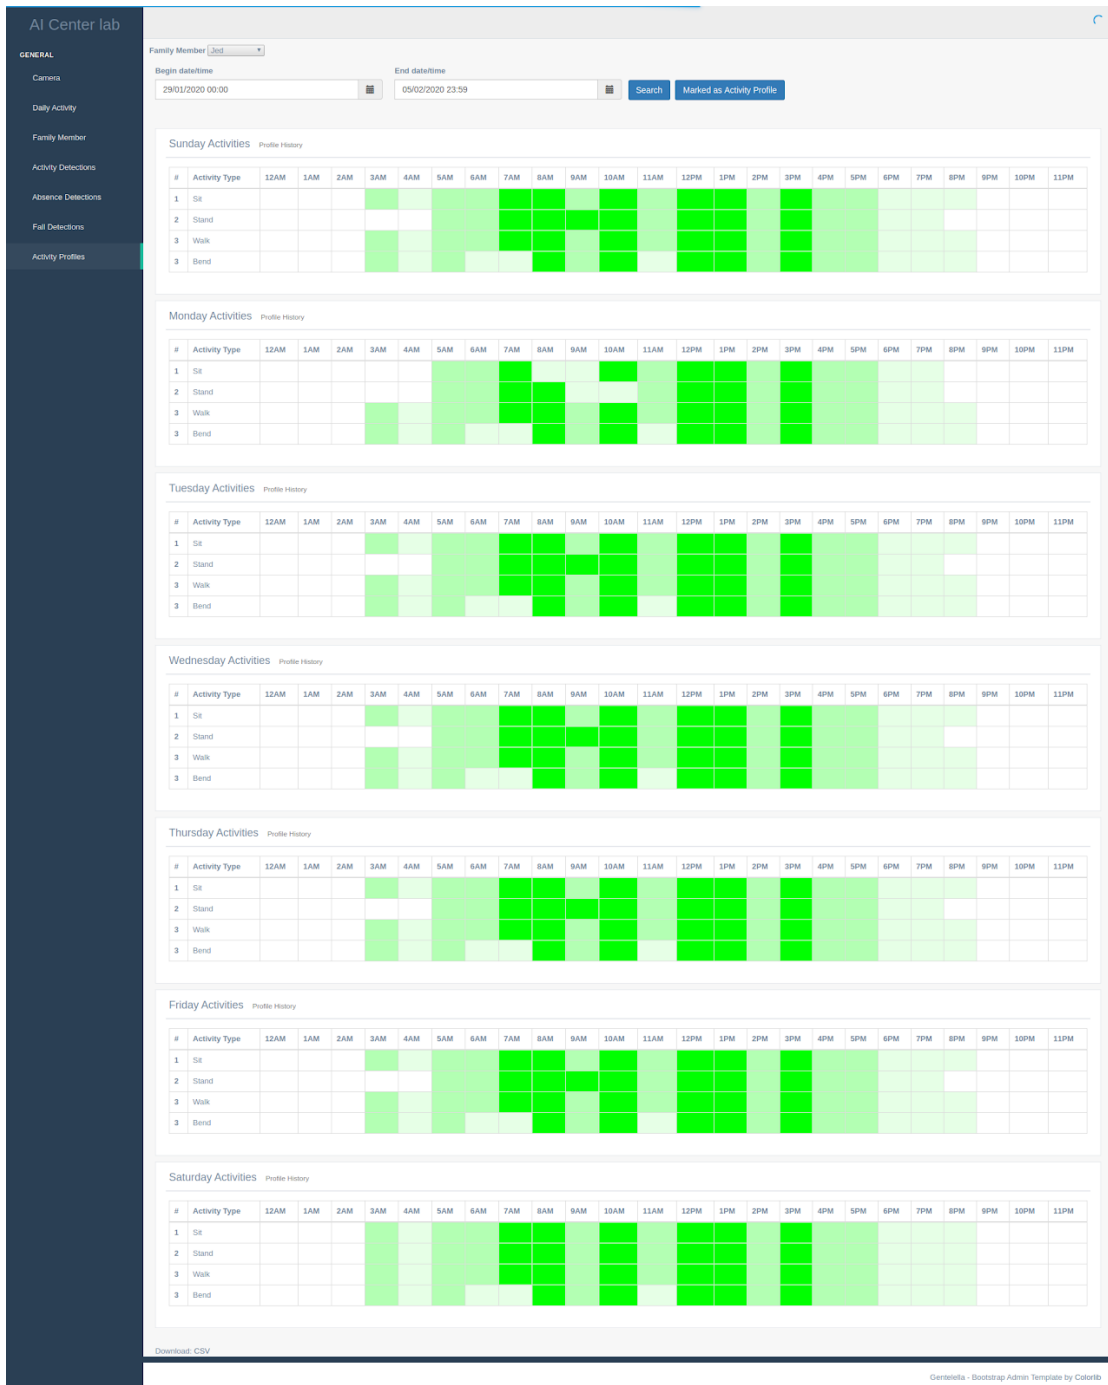 AI Center lab
GENERAL
Camera
Daily Activity
Family Member
Activity Detections
Absence Detections
Fall Detections
Activity Profiles
Family Member Jed
Begin date/time End date/time
29/01/2020 00:00 05/02/2020 23:59 Search Marked as Activity Profile
Sunday Activities Profile History
# Activity Type 12AM 1AM 2AM 3AM 4AM 5AM 6AM 7AM 8AM 9AM 10AM 11AM 12PM 1PM 2PM 3PM 4PM 5PM 6PM 7PM 8PM 9PM 10PM 11PM
1 Sit
2 Stand
3 Walk
3 Bend
Monday Activities Profile History
# Activity Type 12AM 1AM 2AM 3AM 4AM 5AM 6AM 7AM 8AM 9AM 10AM 11AM 12PM 1PM 2PM 3PM 4PM 5PM 6PM 7PM 8PM 9PM 10PM 11PM
1 Sit
2 Stand
3 Walk
3 Bend
Tuesday Activities Profile History
# Activity Type 12AM 1AM 2AM 3AM 4AM 5AM 6AM 7AM 8AM 9AM 10AM 11AM 12PM 1PM 2PM 3PM 4PM 5PM 6PM 7PM 8PM 9PM 10PM 11PM
1 Sit
2 Stand
3 Walk
3 Bend
Wednesday Activities Profile History
# Activity Type 12AM 1AM 2AM 3AM 4AM 5AM 6AM 7AM 8AM 9AM 10AM 11AM 12PM 1PM 2PM 3PM 4PM 5PM 6PM 7PM 8PM 9PM 10PM 11PM
1 Sit
2 Stand
3 Walk
3 Bend
Thursday Activities Profile History
# Activity Type 12AM 1AM 2AM 3AM 4AM 5AM 6AM 7AM 8AM 9AM 10AM 11AM 12PM 1PM 2PM 3PM 4PM 5PM 6PM 7PM 8PM 9PM 10PM 11PM
1 Sit
2 Stand
3 Walk
3 Bend
Friday Activities Profile History
# Activity Type 12AM 1AM 2AM 3AM 4AM 5AM 6AM 7AM 8AM 9AM 10AM 11AM 12PM 1PM 2PM 3PM 4PM 5PM 6PM 7PM 8PM 9PM 10PM 11PM
1 Sit
2 Stand
3 Walk
3 Bend
Saturday Activities Profile History
# Activity Type 12AM 1AM 2AM 3AM 4AM 5AM 6AM 7AM 8AM 9AM 10AM 11AM 12PM 1PM 2PM 3PM 4PM 5PM 6PM 7PM 8PM 9PM 10PM 11PM
1 Sit
2 Stand
3 Walk
3 Bend
Download: CSV
Gentelella - Bootstrap Admin Template by Colorlib